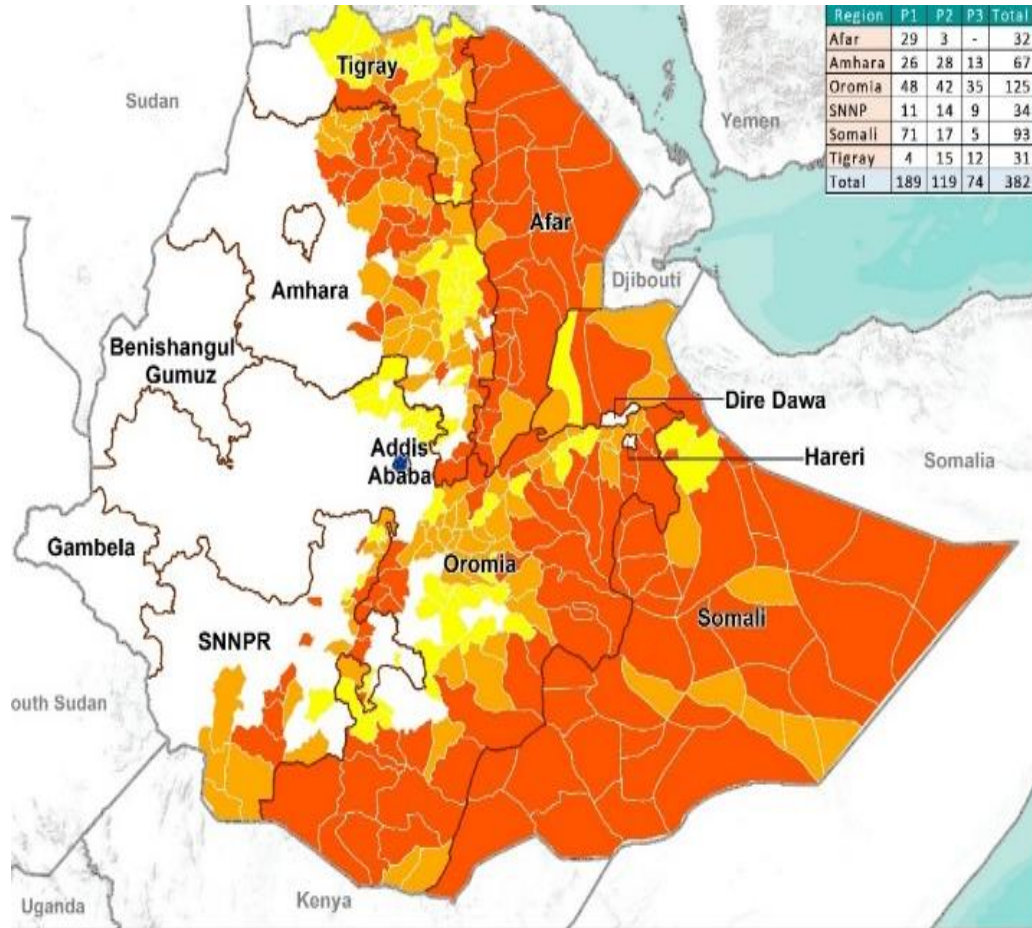 Region P1 P2 P3 Total
Afar 29 3 - 32
Amhara 26 28 13 67
Oromia 48 42 35 125
SNNP 11 14 9 34
Somali 71 17 5 93
Tigray 4 15 12 31
Total 189 119 74 382
Tigray
Sudan
Yemen
Afar
Djibouti
Amhara
Benishangul
Gumuz
Dire Dawa
Addis
Ababa
Hareri
Somalia
Gambela
Oromia
Somali
SNNPR
outh Sudan
Kenya
Uganda